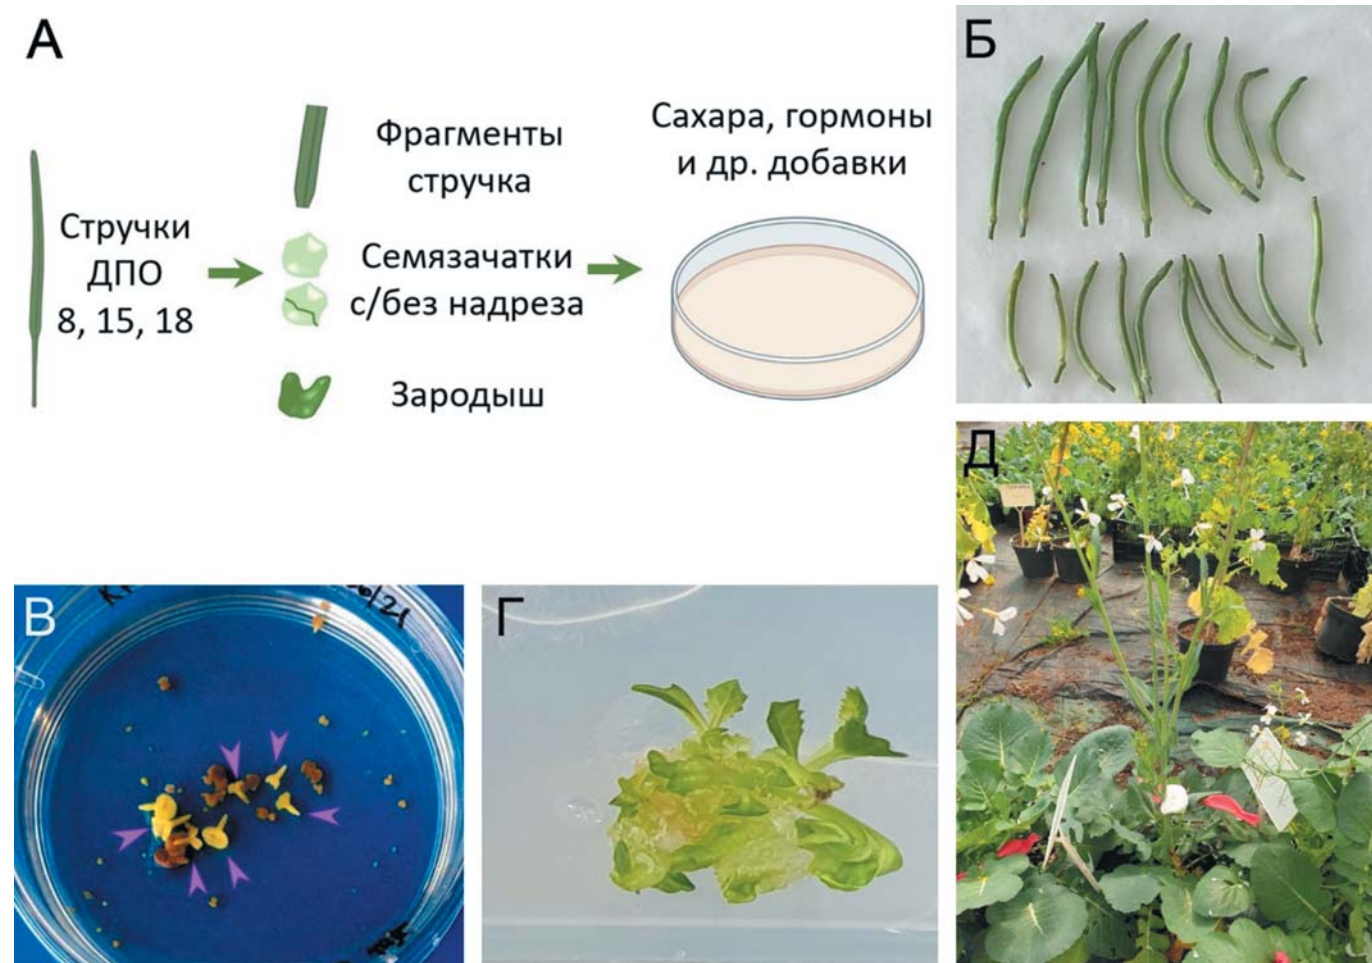 А
Фрагменты
стручка
Стручки
ДПО
8, 15, 18
Семязачатки
с/без надреза
Зародыш
Сахара, гормоны
и др. добавки
Б
В
Г
Д